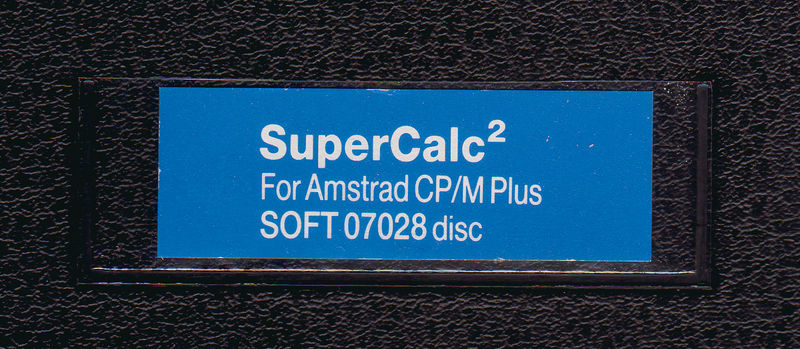 SuperCalc²
For Amstrad CP/M Plus
SOFT 07028 disc